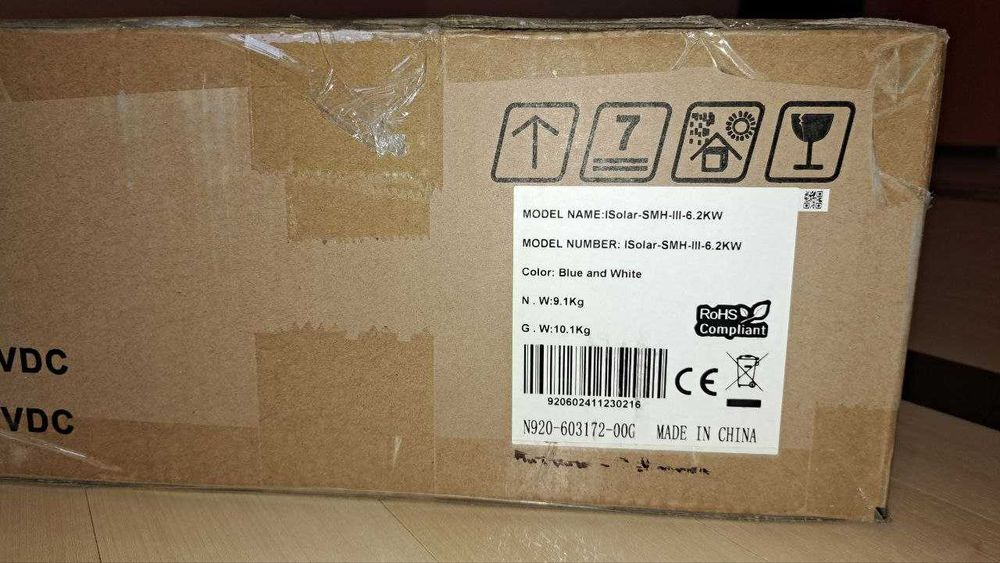 7
MODEL NAME:ISolar-SMH-III-6.2KW
MODEL NUMBER: ISolar-SMH-III-6.2KW
Color: Blue and White
N . W:9.1Kg
G . W:10.1Kg
RoHS
Compliant
VDC
VDC
CE
920602411230216
N920-603172-00G MADE IN CHINA